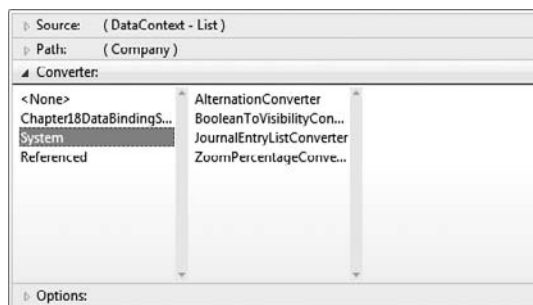 Source: ( DataContext - List )
Path: ( Company )
Converter:
<None>
Chapter18DataBindingS...
System
Referenced
AlternationConverter
BooleanToVisibilityCon...
JournalEntryListConverter
ZoomPercentageConve...
Options: